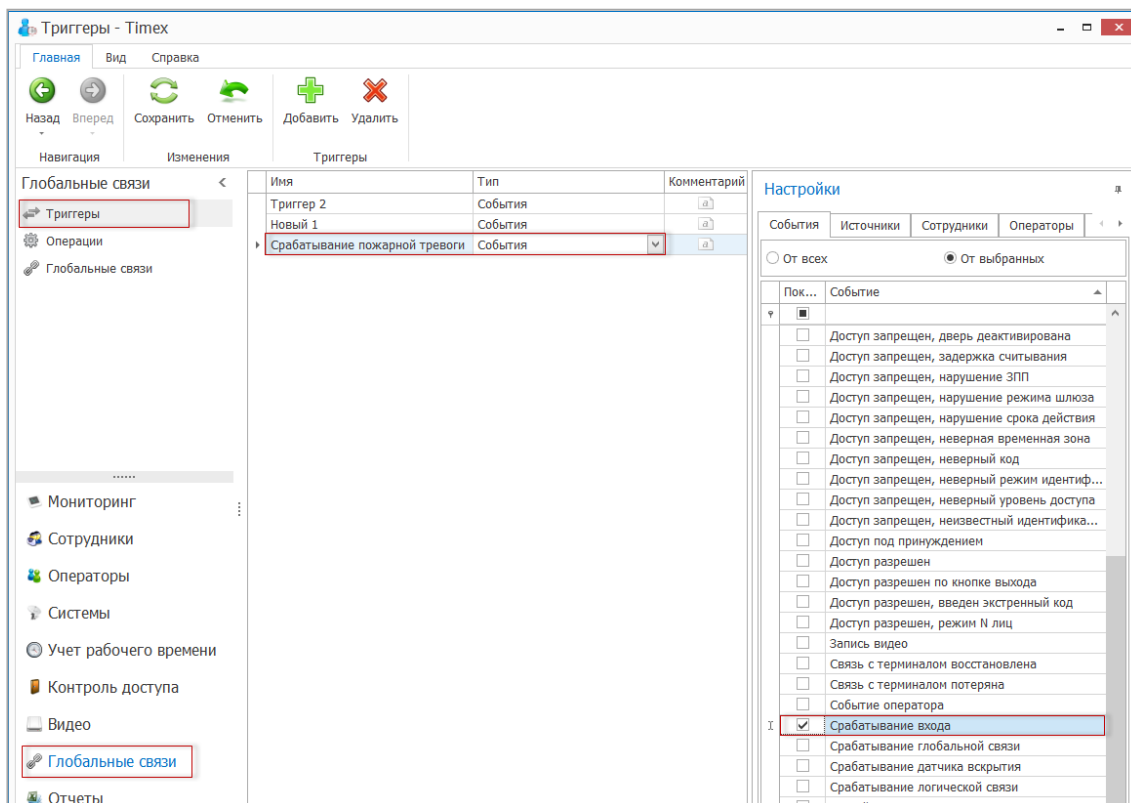 Триггеры - Timex
Главная Вид Справка
Назад Вперед Сохранить Отменить Добавить Удалить
Навигация Изменения Триггеры
Глобальные связи
Триггеры
Операции
Глобальные связи
Мониторинг
Сотрудники
Операторы
Системы
Учет рабочего времени
Контроль доступа
Видео
Глобальные связи
Отчеты
Имя Тип Комментарий
Триггер 2 События
Новый 1 События
Срабатывание пожарной тревоги События
Настройки
События Источники Сотрудники Операторы
От всех От выбранных
Пок... Событие
Доступ запрещен, дверь деактивирована
Доступ запрещен, задержка считывания
Доступ запрещен, нарушение ЗПП
Доступ запрещен, нарушение режима шлюза
Доступ запрещен, нарушение срока действия
Доступ запрещен, неверная временная зона
Доступ запрещен, неверный код
Доступ запрещен, неверный режим идентиф...
Доступ запрещен, неверный уровень доступа
Доступ запрещен, неизвестный идентифика...
Доступ под принуждением
Доступ разрешен
Доступ разрешен по кнопке выхода
Доступ разрешен, введен экстренный код
Доступ разрешен, режим N лиц
Запись видео
Связь с терминалом восстановлена
Связь с терминалом потеряна
Событие оператора
Срабатывание входа
Срабатывание глобальной связи
Срабатывание датчика вскрытия
Срабатывание логической связи